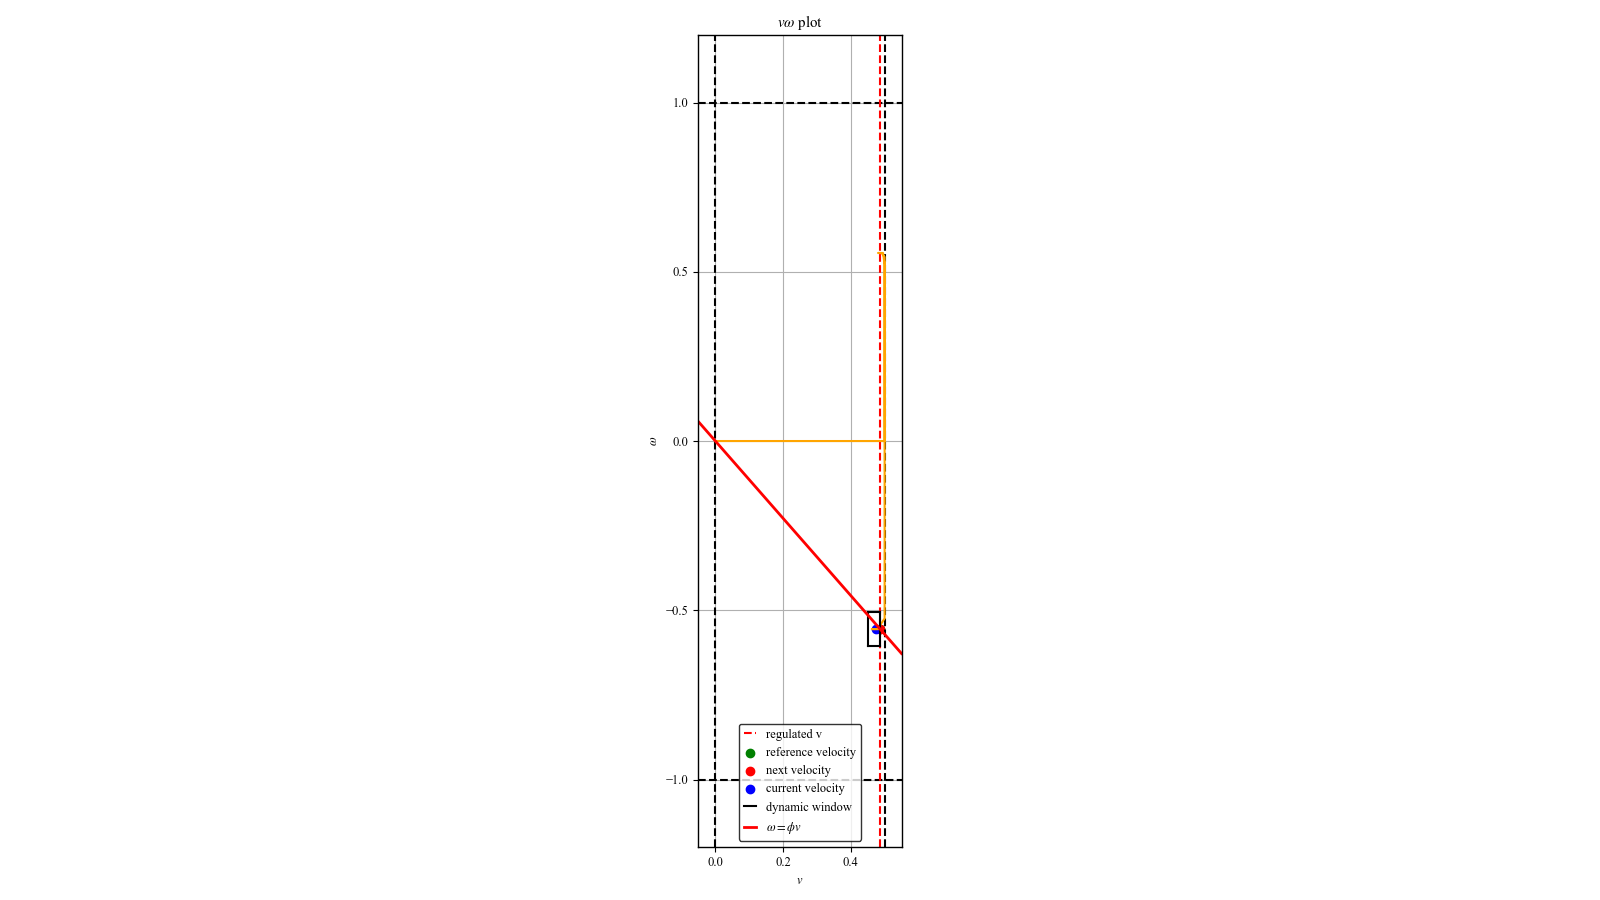 vω plot
1.0
0.5
0.0
−0.5
−1.0
ω
regulated v
reference velocity
next velocity
current velocity
dynamic window
ω = ϕv
0.0 0.2 0.4
v